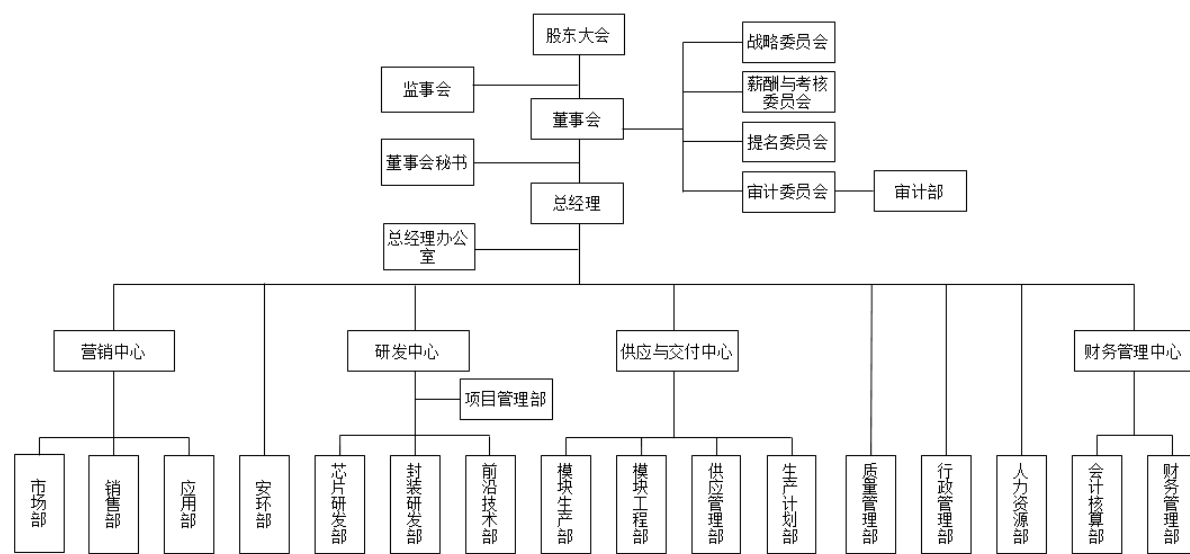 股东大会
战略委员会
监事会
薪酬与考核
委员会
董事会
提名委员会
董事会秘书
审计委员会
审计部
总经理
总经理办公
室
营销中心
研发中心
供应与交付中心
财务管理中心
项目管理部
市场部
销售部
应用部
安环部
芯片研发部
封装研发部
前沿技术部
模块生产部
模块工程部
供应管理部
生产计划部
质量管理部
行政管理部
人力资源部
会计核算部
财务管理部